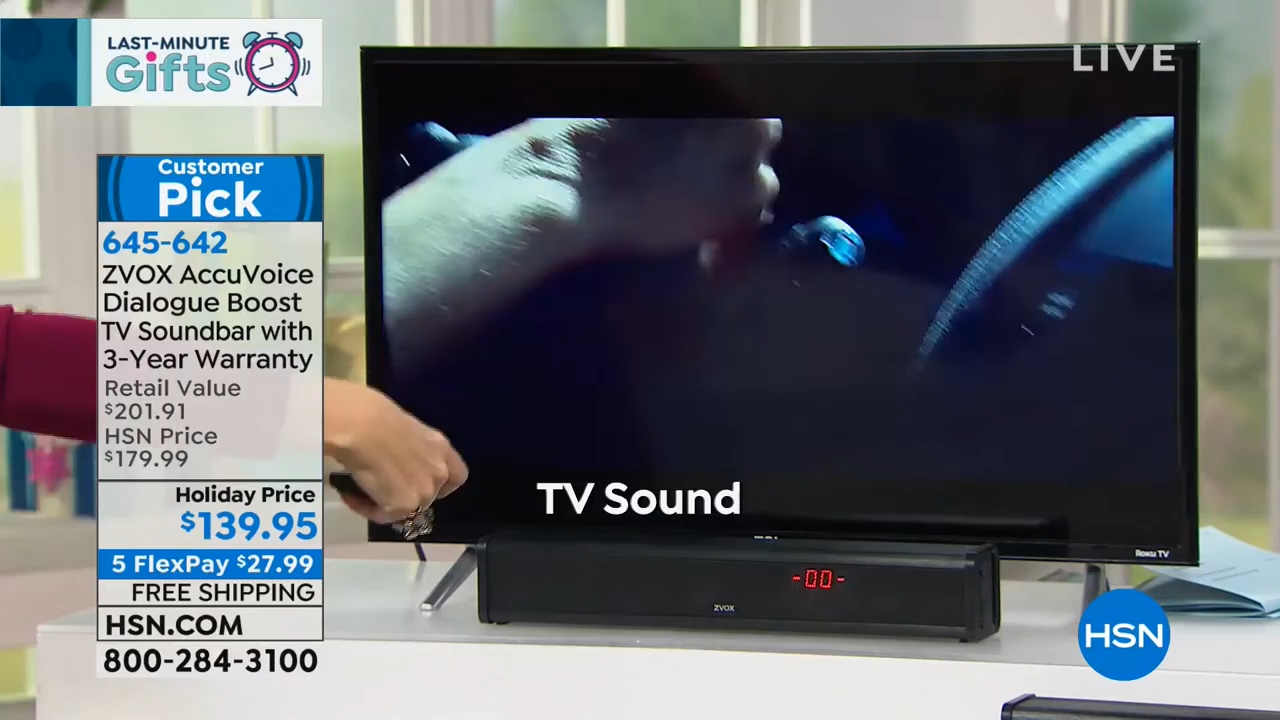 LAST-MINUTE
Gifts
LIVE
Customer
Pick
645-642
ZVOX AccuVoice
Dialogue Boost
TV Soundbar with
3-Year Warranty
Retail Value
$201.91
HSN Price
$179.99
Holiday Price
$139.95
5 FlexPay $27.99
FREE SHIPPING
HSN.COM
800-284-3100
TV Sound
Roku TV
-00-
ZVOX
HSN